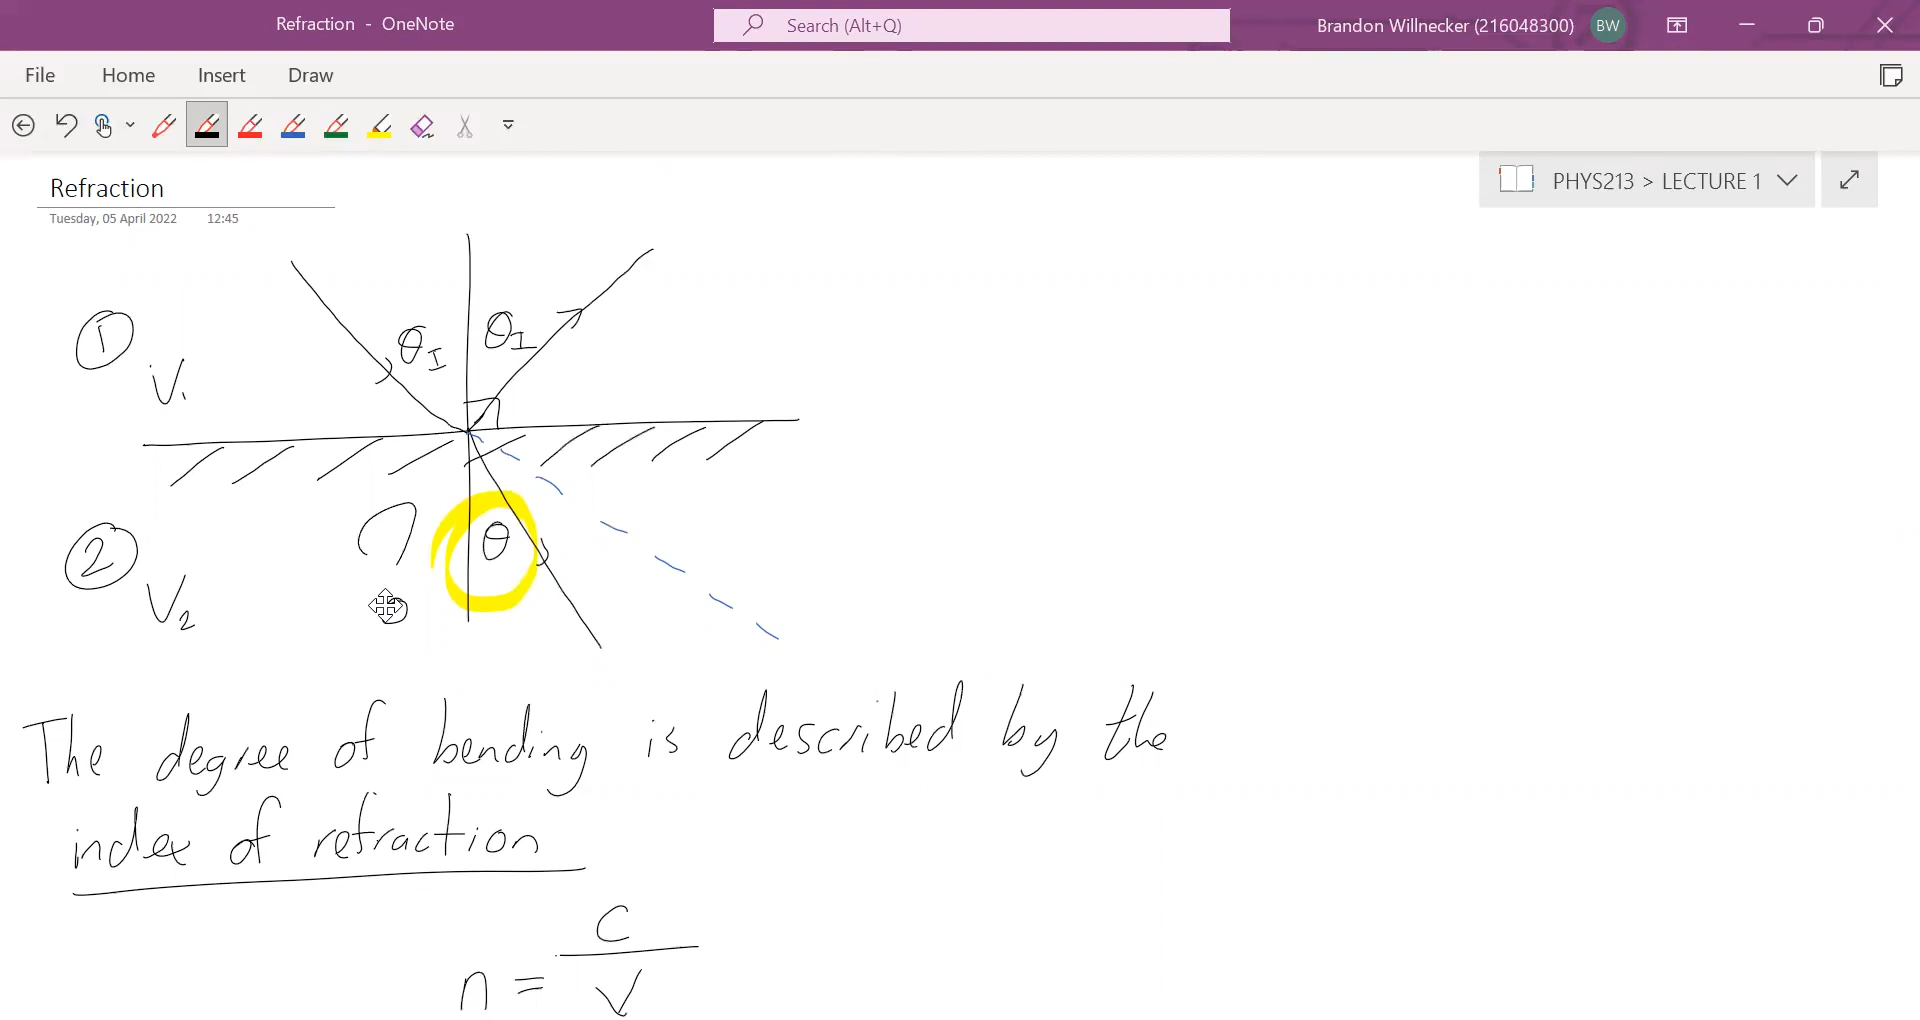 Refraction - OneNote
Search (Alt+Q)
Brandon Willnecker (216048300)
BW
File Home Insert Draw
PHYS213 > LECTURE 1
Refraction
Tuesday, 05 April 2022 12:45
1
V₁
θI
θI
2
V₂
?
θ
The degree of bending is described by the
index of refraction
n = c/v